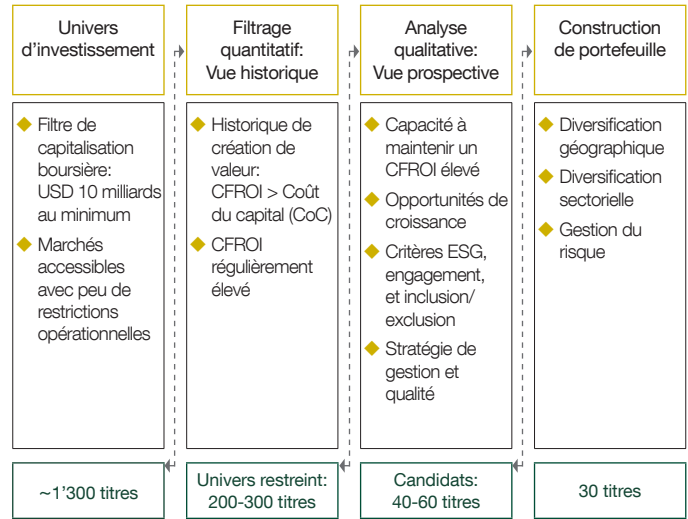 Univers
d'investissement
Filtre de
capitalisation
boursière:
USD 10 milliards
au minimum
Marchés
accessibles
avec peu de
restrictions
opérationnelles
~1'300 titres
Filtrage
quantitatif:
Vue historique
Historique de
création de
valeur:
CFROI > Coût
du capital (CoC)
CFROI
régulièrement
élevé
Univers restreint:
200-300 titres
Analyse
qualitative:
Vue prospective
Capacité à
maintenir un
CFROI élevé
Opportunités de
croissance
Critères ESG,
engagement,
et inclusion/
exclusion
Stratégie de
gestion et
qualité
Candidats:
40-60 titres
Construction
de portefeuille
Diversification
géographique
Diversification
sectorielle
Gestion du
risque
30 titres